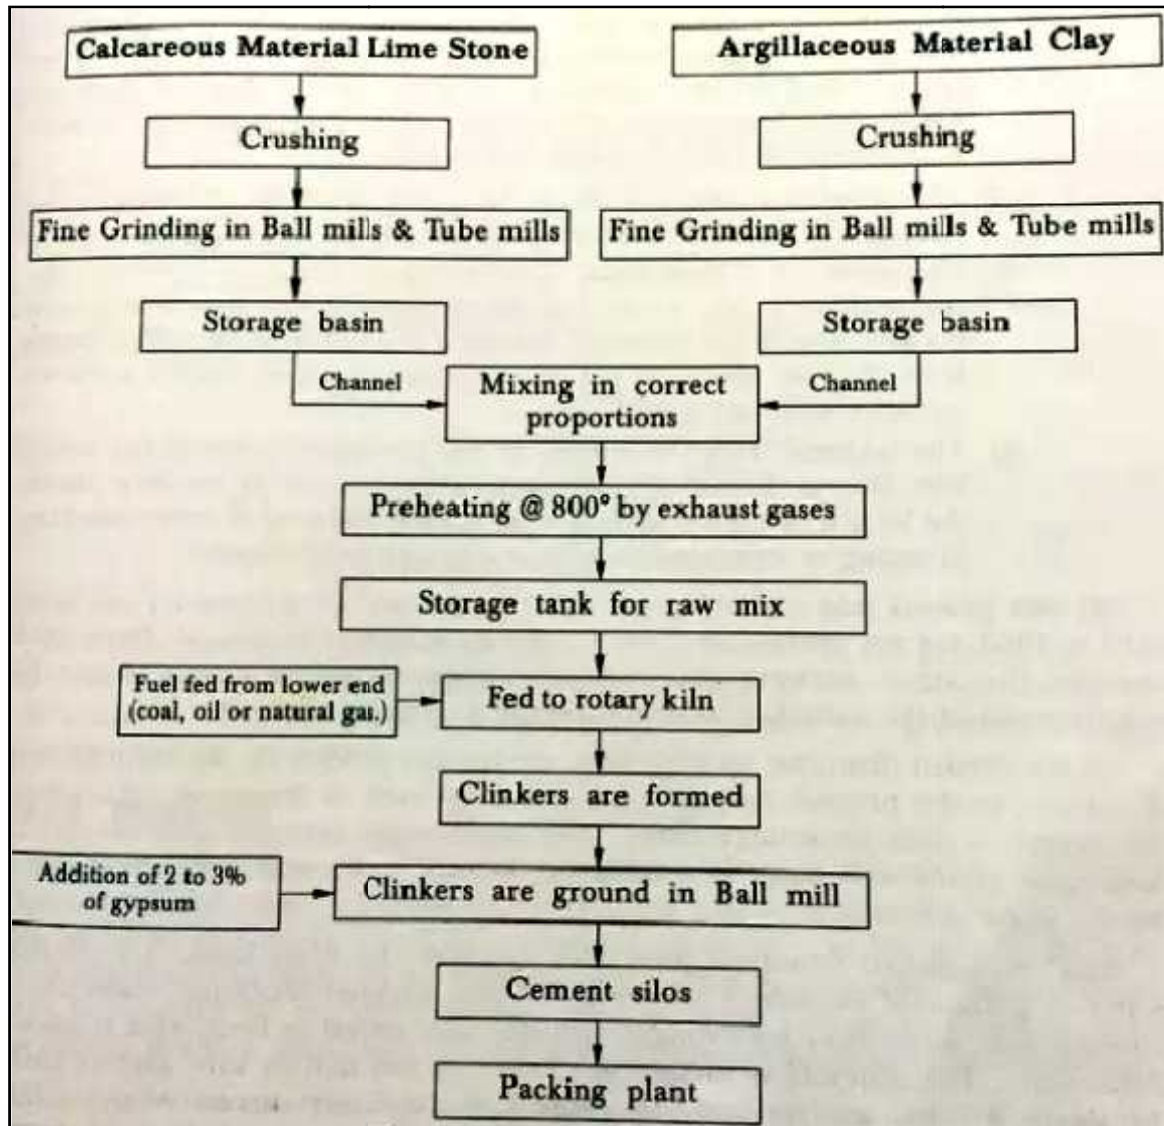 Calcareous Material Lime Stone
Argillaceous Material Clay
Crushing
Crushing
Fine Grinding in Ball mills & Tube mills
Fine Grinding in Ball mills & Tube mills
Storage basin
Storage basin
Channel
Mixing in correct
proportions
Channel
Preheating @ 800° by exhaust gases
Storage tank for raw mix
Fuel fed from lower end
(coal, oil or natural gas.)
Fed to rotary kiln
Clinkers are formed
Addition of 2 to 3%
of gypsum
Clinkers are ground in Ball mill
Cement silos
Packing plant